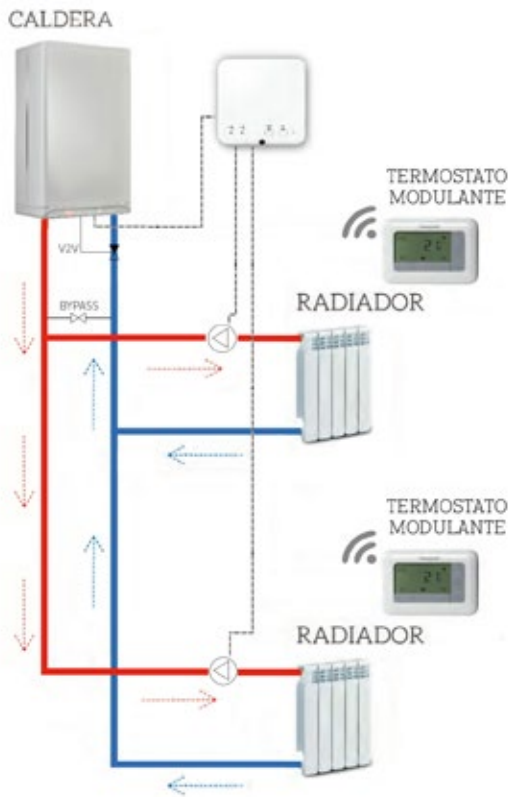 CALDERA
TERMOSTATO
MODULANTE
V2V
BYPASS
RADIADOR
TERMOSTATO
MODULANTE
RADIADOR